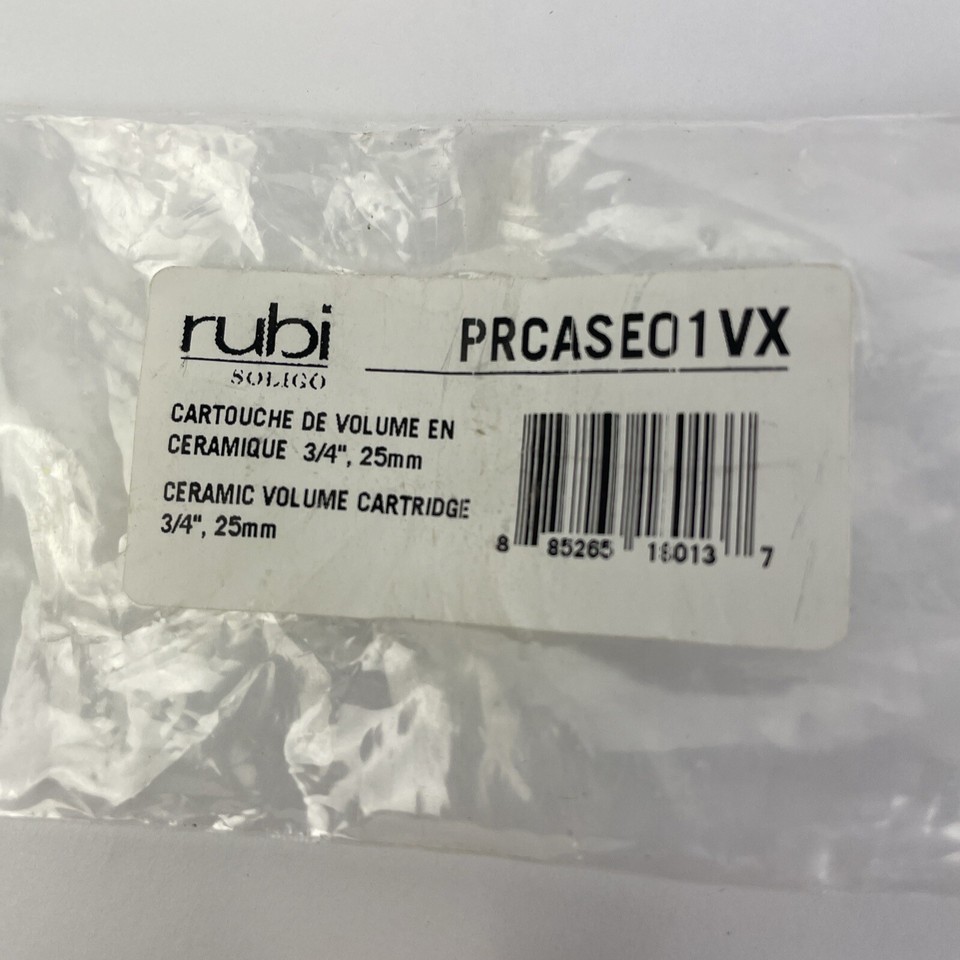 rubi
SOLIGO
PRCASE01VX
CARTOUCHE DE VOLUME EN
CERAMIQUE 3/4", 25mm
CERAMIC VOLUME CARTRIDGE
3/4", 25mm
8 85265 18013 7